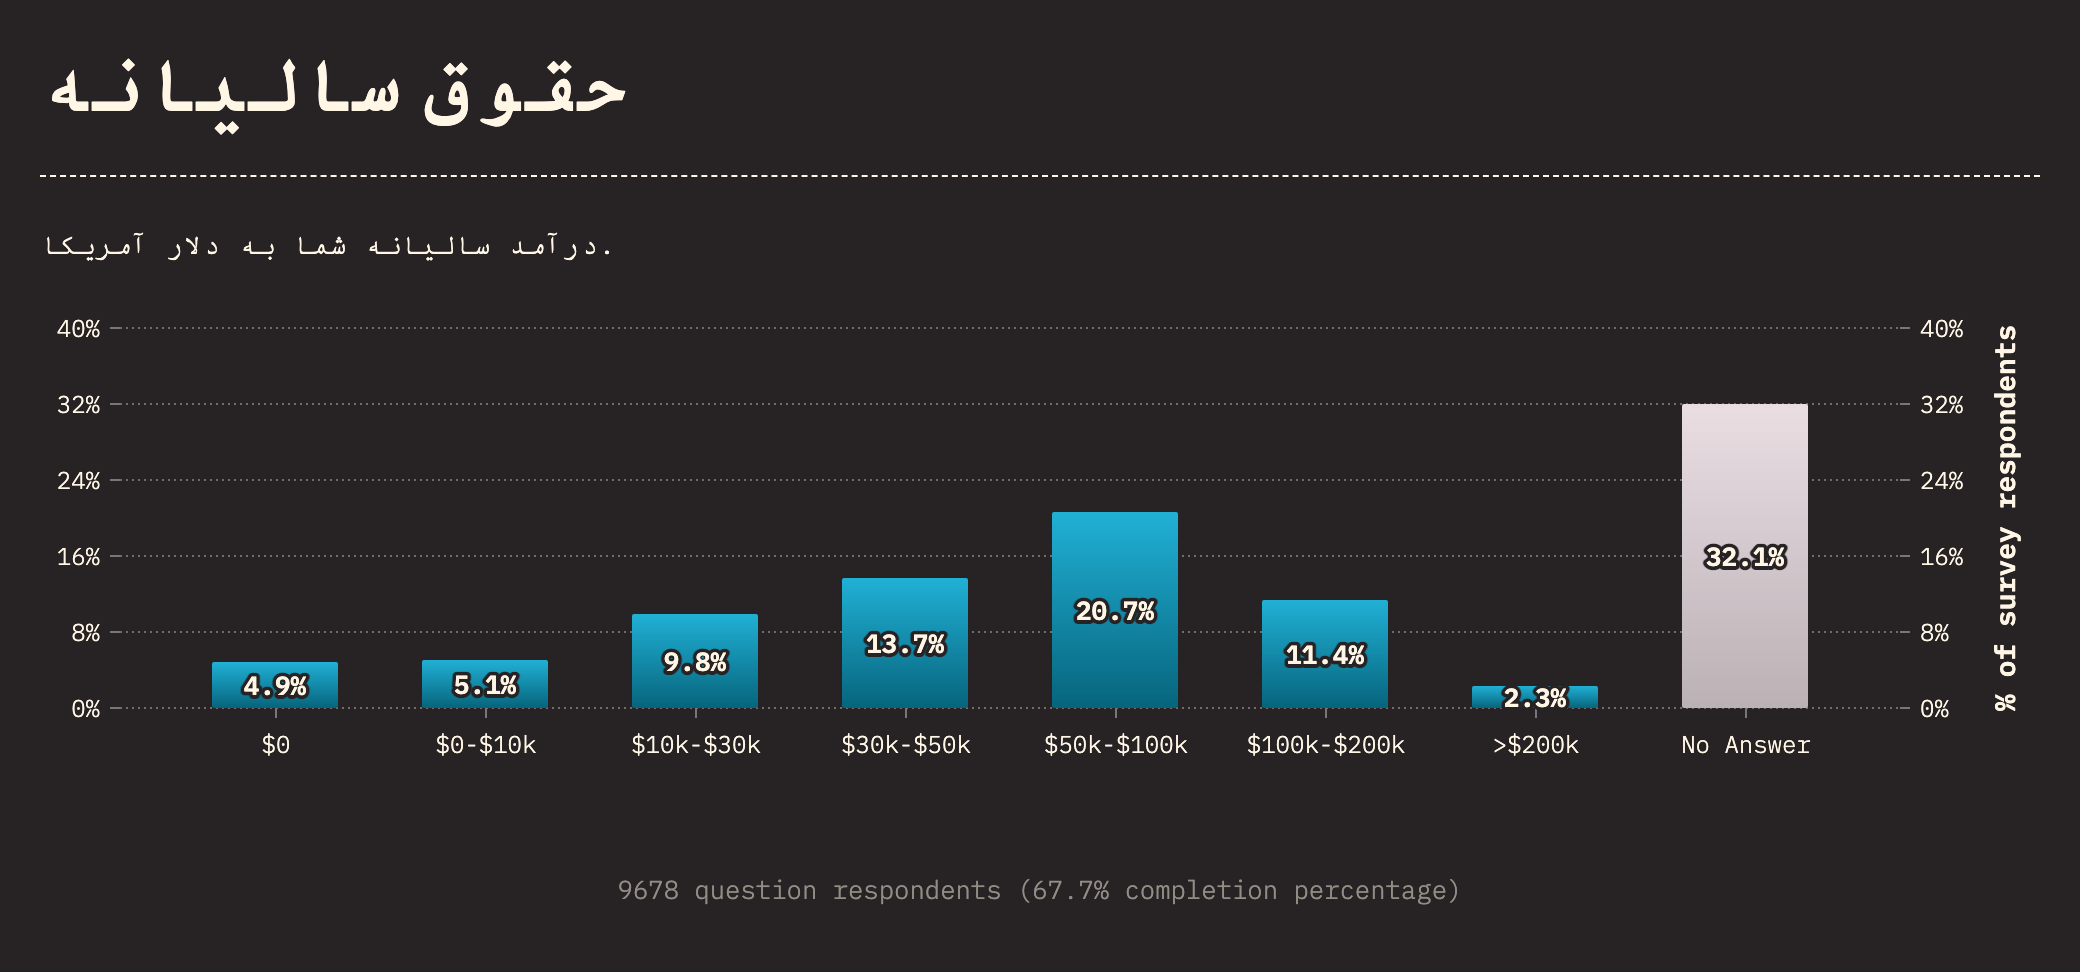 حقوق سالیانه
درآمد سالیانه شما به دلار آمریکا.
40% 40%
32% 32%
24% 24%
16% 16%
8% 8%
0% 0%
% of survey respondents
4.9% 5.1% 9.8% 13.7% 20.7% 11.4% 2.3% 32.1%
$0 $0-$10k $10k-$30k $30k-$50k $50k-$100k $100k-$200k >$200k No Answer
9678 question respondents (67.7% completion percentage)